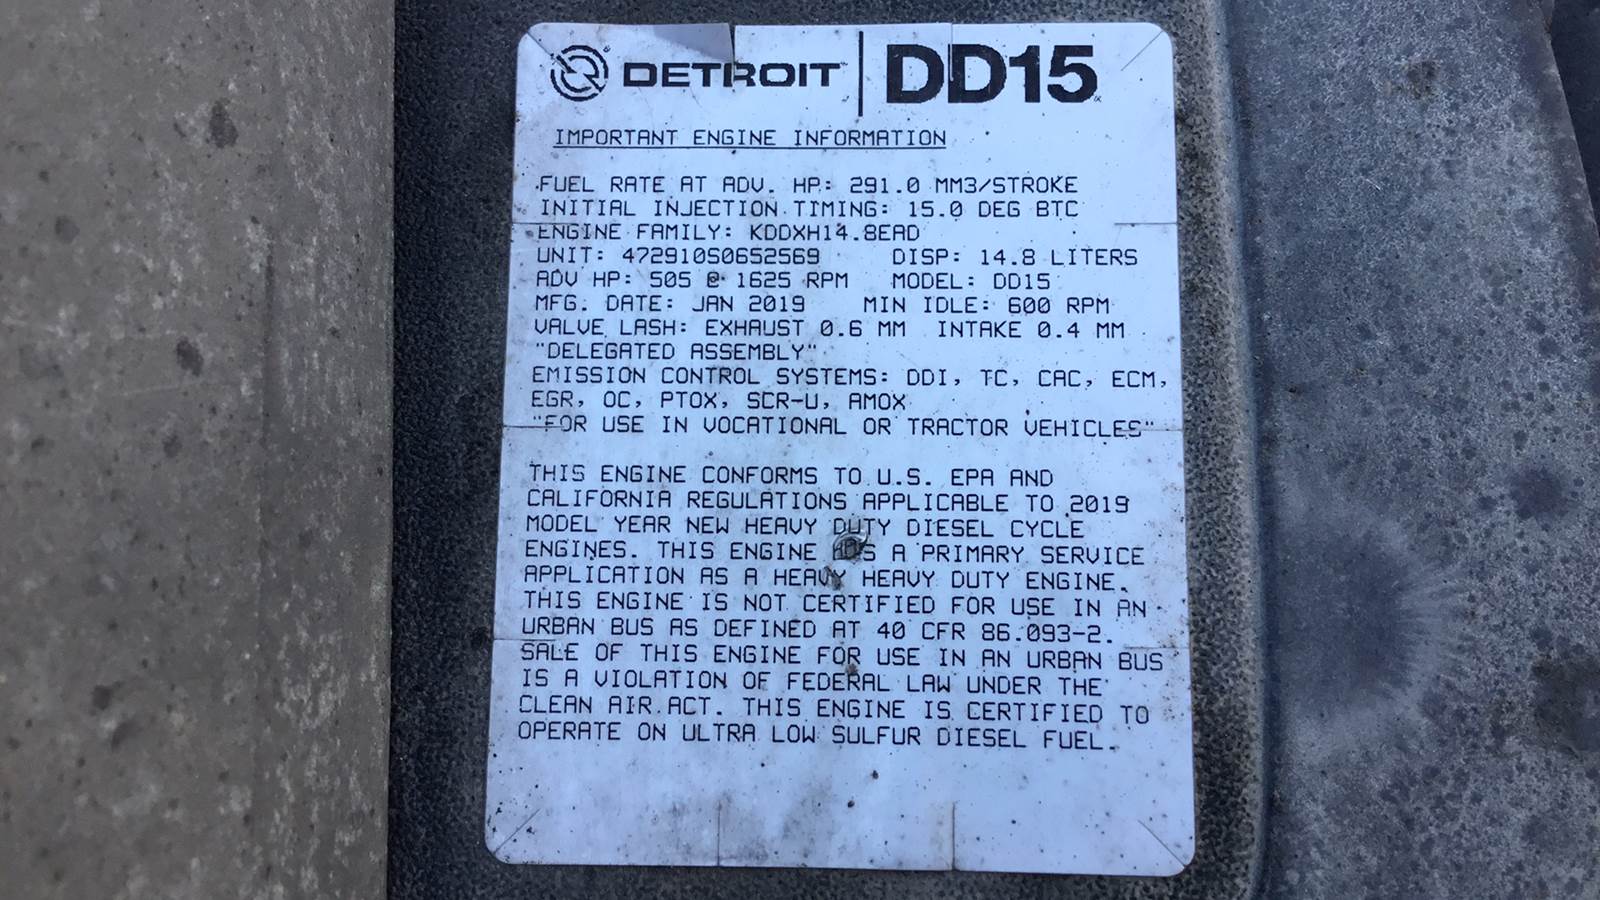 DETROIT DD15
IMPORTANT ENGINE INFORMATION
FUEL RATE AT ADV. HP: 291.0 MM3/STROKE
INITIAL INJECTION TIMING: 15.0 DEG BTC
ENGINE FAMILY: KDDXH14.8EAD
UNIT: 472910S0652569 DISP: 14.8 LITERS
ADV HP: 505 @ 1625 RPM MODEL: DD15
MFG. DATE: JAN 2019 MIN IDLE: 600 RPM
VALVE LASH: EXHAUST 0.6 MM INTAKE 0.4 MM
"DELEGATED ASSEMBLY"
EMISSION CONTROL SYSTEMS: DDI, TC, CAC, ECM,
EGR, OC, PTOX, SCR-U, AMOX
"FOR USE IN VOCATIONAL OR TRACTOR VEHICLES"
THIS ENGINE CONFORMS TO U.S. EPA AND
CALIFORNIA REGULATIONS APPLICABLE TO 2019
MODEL YEAR NEW HEAVY DUTY DIESEL CYCLE
ENGINES. THIS ENGINE HAS A PRIMARY SERVICE
APPLICATION AS A HEAVY HEAVY DUTY ENGINE.
THIS ENGINE IS NOT CERTIFIED FOR USE IN AN
URBAN BUS AS DEFINED AT 40 CFR 86.093-2.
SALE OF THIS ENGINE FOR USE IN AN URBAN BUS
IS A VIOLATION OF FEDERAL LAW UNDER THE
CLEAN AIR ACT. THIS ENGINE IS CERTIFIED TO
OPERATE ON ULTRA LOW SULFUR DIESEL FUEL.